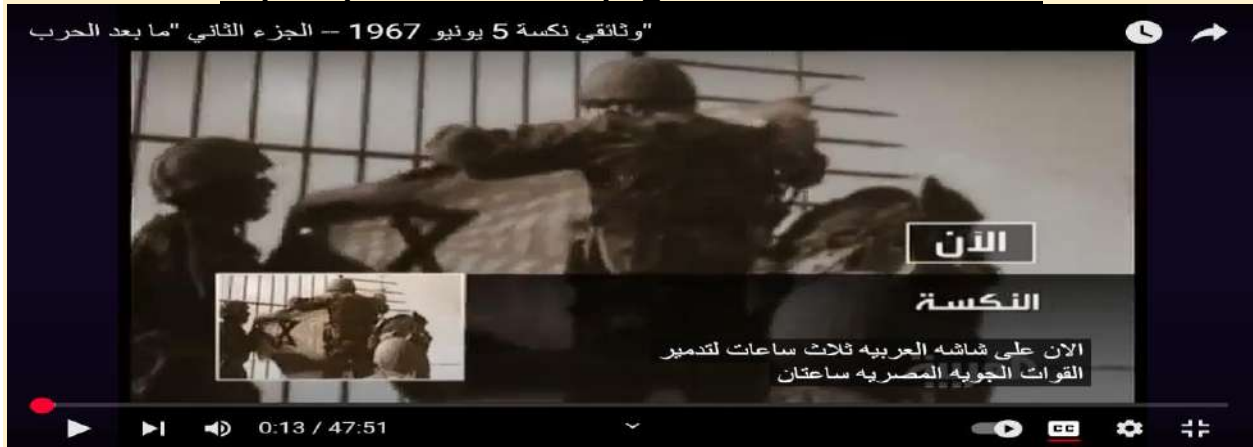 وثائقي نكسة 5 يونيو 1967 -- الجزء الثاني "ما بعد الحرب"
الآن
النكسة
الان على شاشه العربيه ثلاث ساعات لتدمير
القوات الجويه المصريه ساعتان
0:13 / 47:51
CC